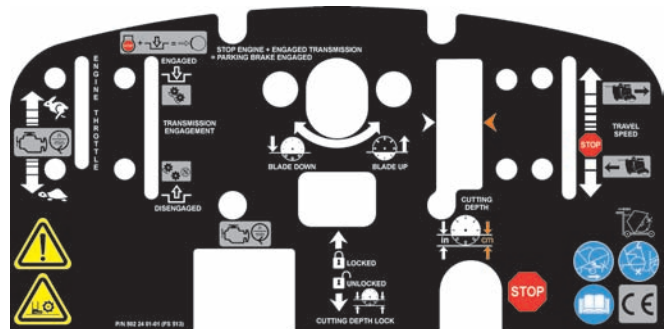 STOP ENGINE + ENGAGED TRANSMISSION
= PARKING BRAKE ENGAGED
ENGINE THROTTLE
ENGAGED
TRANSMISSION
ENGAGEMENT
DISENGAGED
BLADE DOWN
BLADE UP
TRAVEL
SPEED
STOP
CUTTING
DEPTH
in
cm
LOCKED
UNLOCKED
CUTTING DEPTH LOCK
STOP
CE
P/N 502 24 01-01 (FS 513)